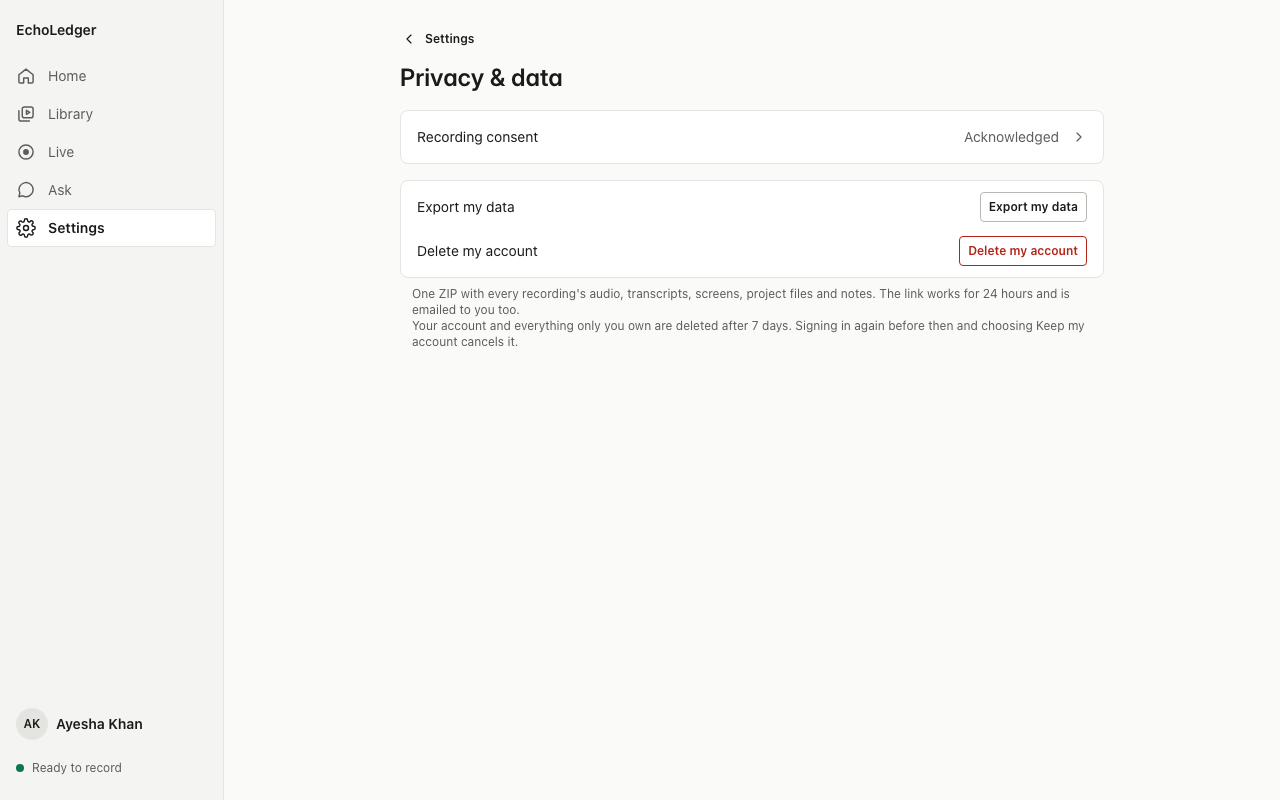 EchoLedger
Home
Library
Live
Ask
Settings
AK Ayesha Khan
Ready to record
Settings
Privacy & data
Recording consent Acknowledged
Export my data Export my data
Delete my account Delete my account
One ZIP with every recording's audio, transcripts, screens, project files and notes. The link works for 24 hours and is
emailed to you too.
Your account and everything only you own are deleted after 7 days. Signing in again before then and choosing Keep my
account cancels it.